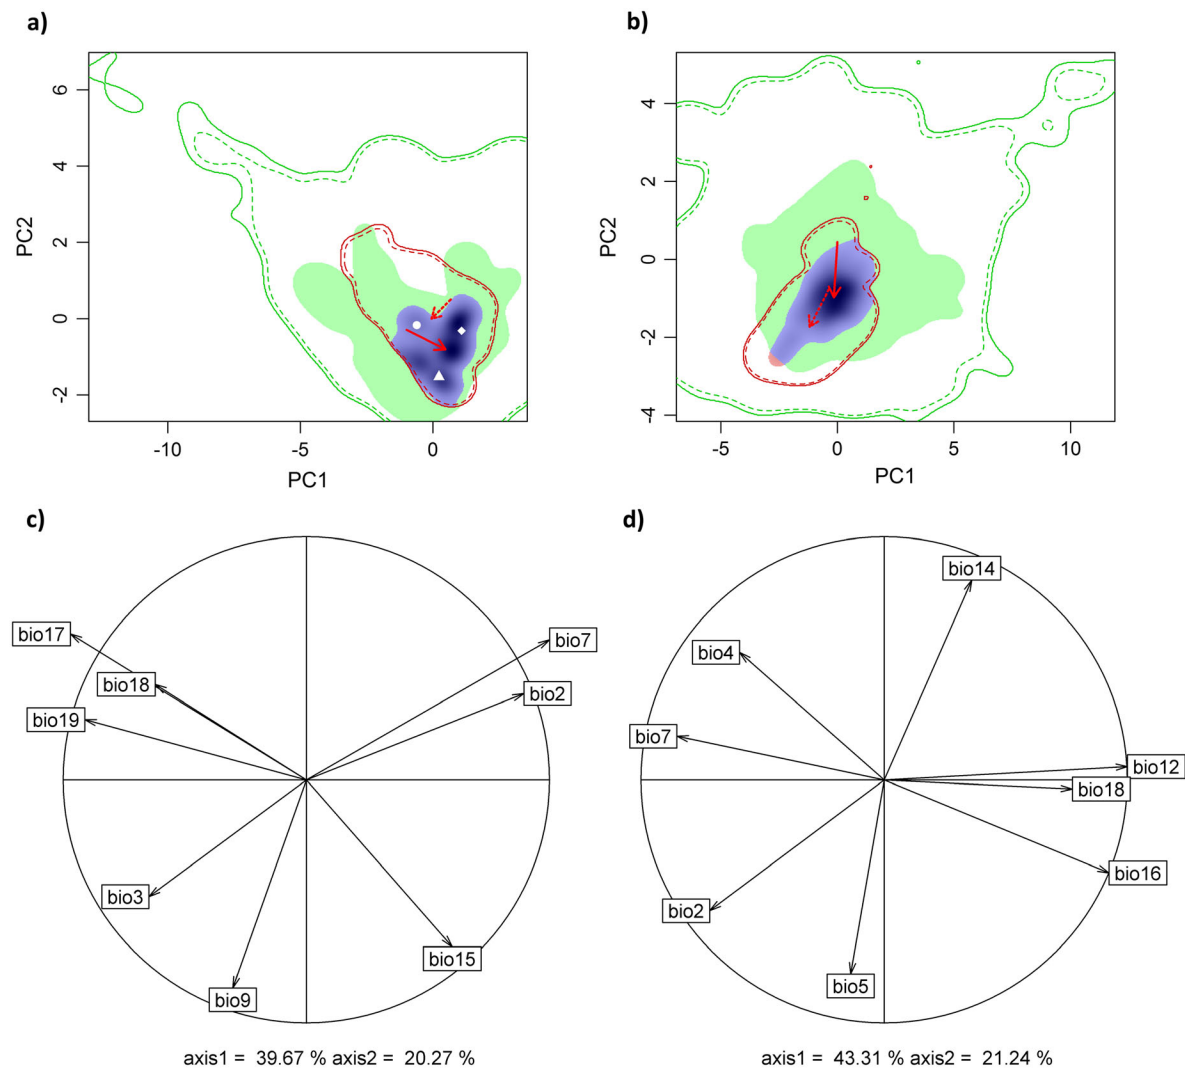 a)
6
4
2
0
2
PC2
-10
-5
0
PC1
b)
4
2
0
-2
-4
PC2
-5
0
5
10
PC1
c)
bio17
bio7
bio18
bio2
bio19
bio3
bio15
bio9
axis1 = 39.67 % axis2 = 20.27 %
d)
bio14
bio4
bio7
bio12
bio18
bio16
bio2
bio5
axis1 = 43.31 % axis2 = 21.24 %